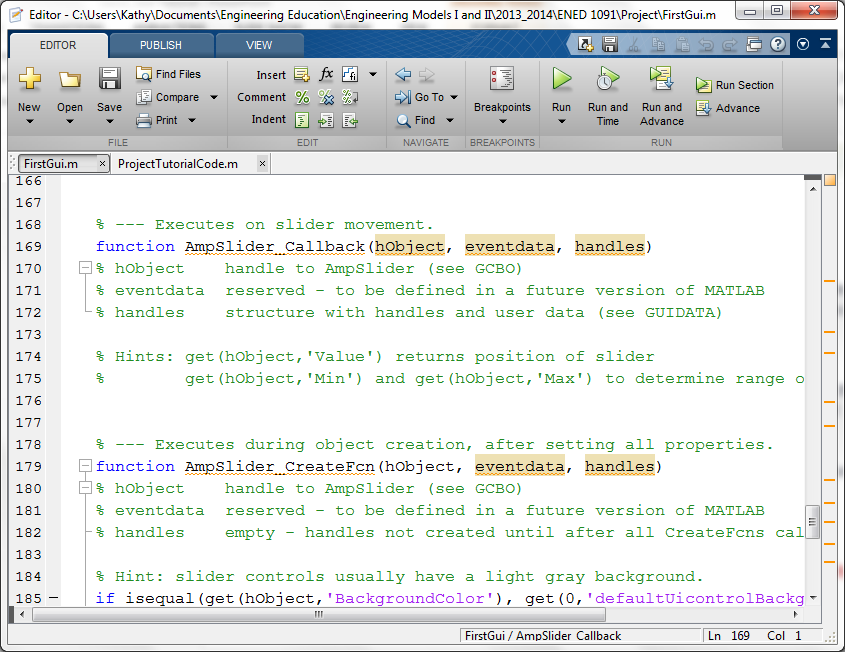 Editor - C:\Users\Kathy\Documents\Engineering Education\Engineering Models I and II\2013_2014\ENED 1091\Project\FirstGui.m
EDITOR PUBLISH VIEW
New Open Save
Find Files
Compare
Print
FILE
Insert fx
Comment
Indent
EDIT
Go To
Find
NAVIGATE
Breakpoints
BREAKPOINTS
Run
Run and Time
Run and Advance
Run Section
Advance
RUN
FirstGui.m × ProjectTutorialCode.m ×
166
167
168 % --- Executes on slider movement.
169 function AmpSlider_Callback(hObject, eventdata, handles)
170 % hObject    handle to AmpSlider (see GCBO)
171 % eventdata  reserved - to be defined in a future version of MATLAB
172 % handles    structure with handles and user data (see GUIDATA)
173
174 % Hints: get(hObject,'Value') returns position of slider
175 %        get(hObject,'Min') and get(hObject,'Max') to determine range o
176
177
178 % --- Executes during object creation, after setting all properties.
179 function AmpSlider_CreateFcn(hObject, eventdata, handles)
180 % hObject    handle to AmpSlider (see GCBO)
181 % eventdata  reserved - to be defined in a future version of MATLAB
182 % handles    empty - handles not created until after all CreateFcns cal
183
184 % Hint: slider controls usually have a light gray background.
185 – if isequal(get(hObject,'BackgroundColor'), get(0,'defaultUicontrolBackg
FirstGui / AmpSlider_Callback Ln 169 Col 1